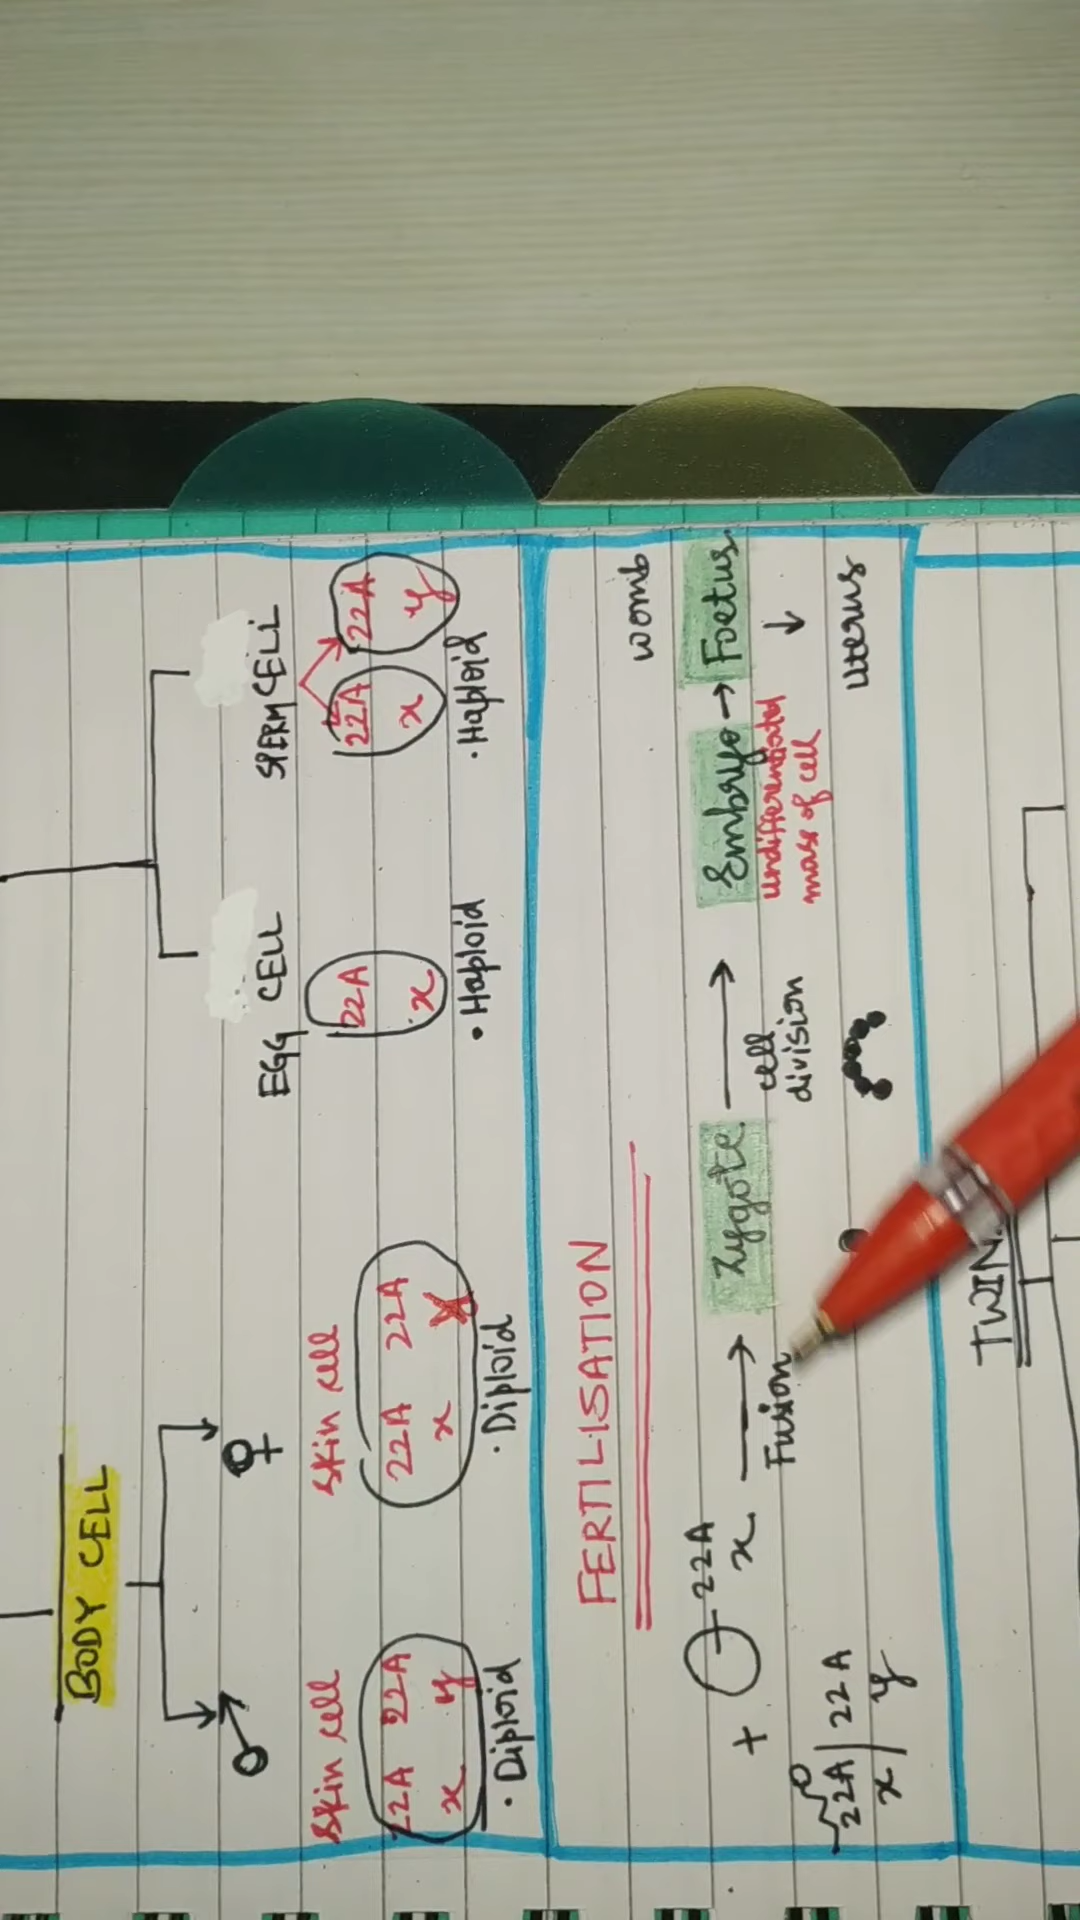 BODY CELL
♂ ♀
EGG CELL SPERM CELL
Skin cell Skin cell
22A 22A 22A 22A 22A 22A 22A
x y x x x y
• Diploid • Diploid • Haploid • Haploid
FERTILISATION
womb
+ 22A
x → Fusion Zygote → cell division Embryo → Foetus
undifferentiated
mass of cell
↓
22A | 22A
x | y
Uterus
TWIN